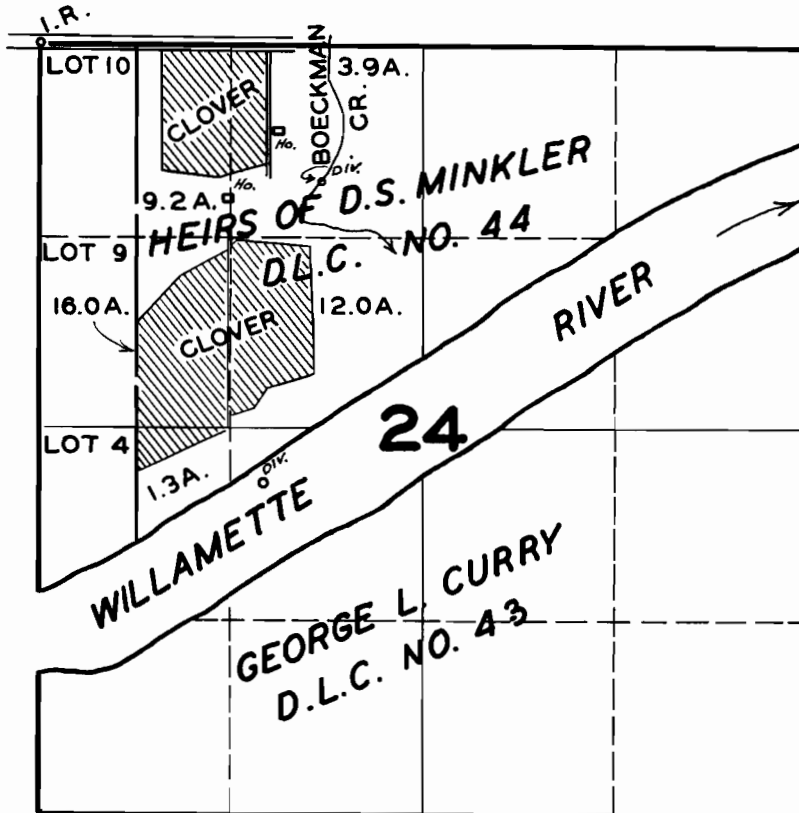 I.R.
LOT 10
CLOVER
BOECKMAN
CR.
3.9A.
Ho.
DIV.
9.2A.
Ho.
HEIRS OF D.S. MINKLER
D.L.C. NO. 44
LOT 9
16.0A.
CLOVER
12.0A.
RIVER
24
LOT 4
1.3A.
DIV.
WILLAMETTE
GEORGE L. CURRY
D.L.C. NO. 43